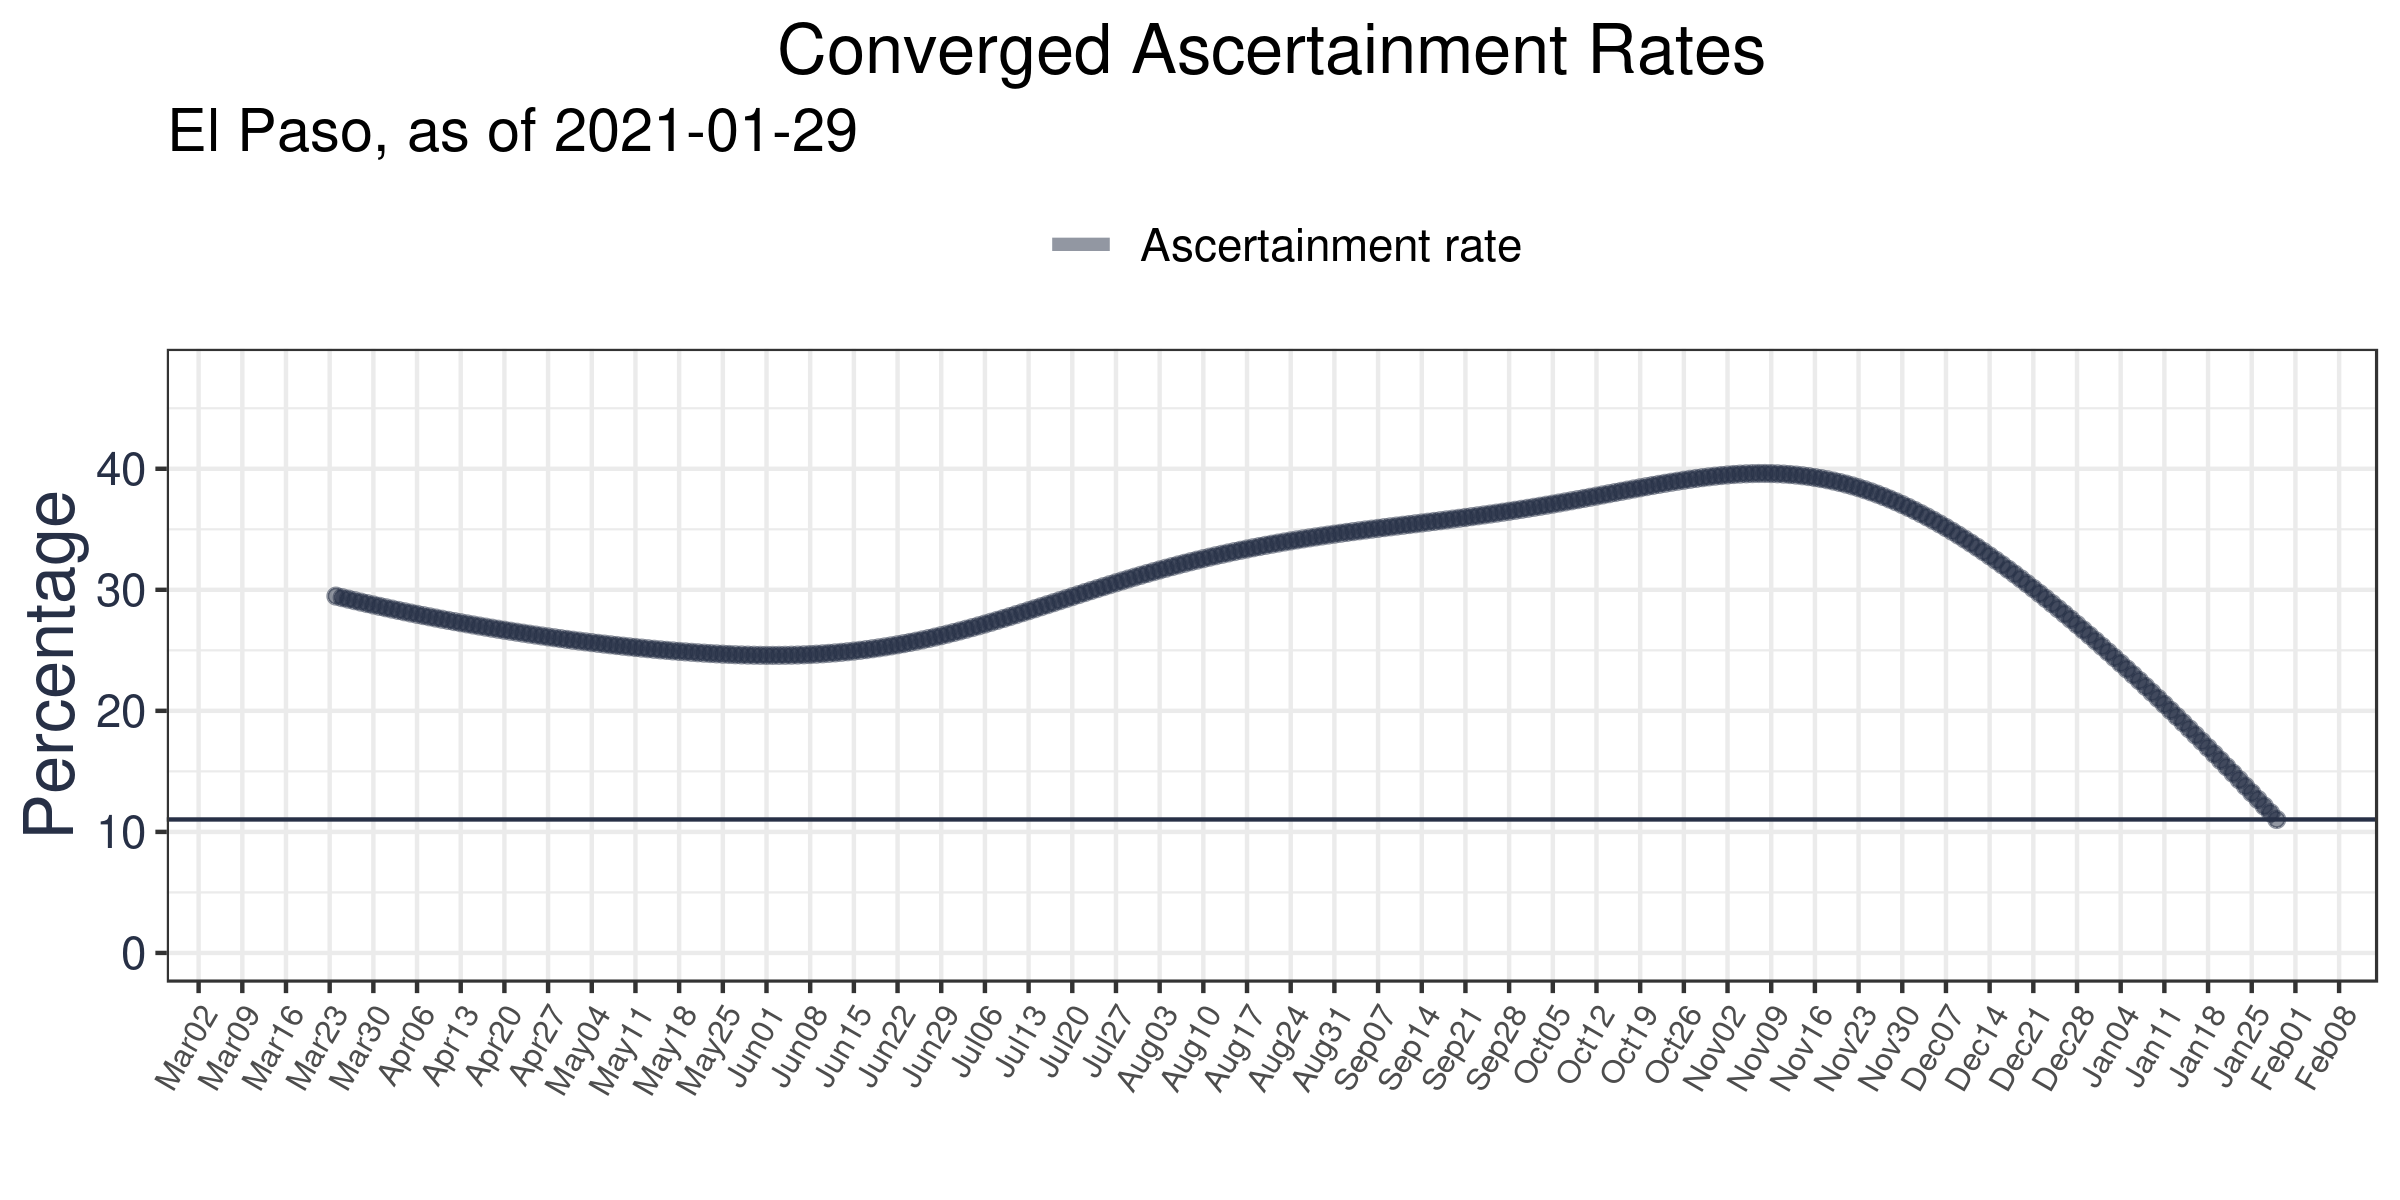 Converged Ascertainment Rates
El Paso, as of 2021-01-29
Ascertainment rate
Percentage
40
30
20
10
0
Mar02
Mar09
Mar16
Mar23
Mar30
Apr06
Apr13
Apr20
Apr27
May04
May11
May18
May25
Jun01
Jun08
Jun15
Jun22
Jun29
Jul06
Jul13
Jul20
Jul27
Aug03
Aug10
Aug17
Aug24
Aug31
Sep07
Sep14
Sep21
Sep28
Oct05
Oct12
Oct19
Oct26
Nov02
Nov09
Nov16
Nov23
Nov30
Dec07
Dec14
Dec21
Dec28
Jan04
Jan11
Jan18
Jan25
Feb01
Feb08